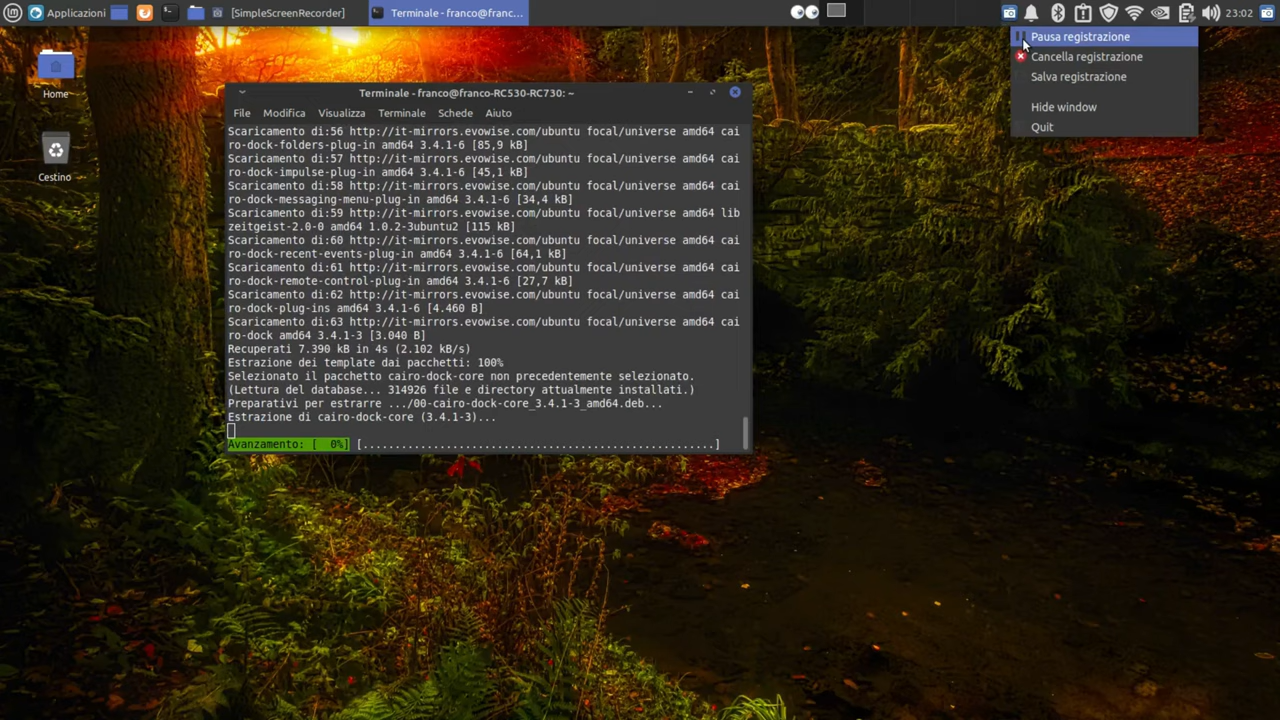 Applicazioni
[SimpleScreenRecorder]
Terminale - franco@franc...
23:02
Pausa registrazione
Cancella registrazione
Salva registrazione
Hide window
Quit
Home
Cestino
Terminale - franco@franco-RC530-RC730: ~
File Modifica Visualizza Terminale Schede Aiuto
Scaricamento di:56 http://it-mirrors.evowise.com/ubuntu focal/universe amd64 cai
ro-dock-folders-plug-in amd64 3.4.1-6 [85,9 kB]
Scaricamento di:57 http://it-mirrors.evowise.com/ubuntu focal/universe amd64 cai
ro-dock-impulse-plug-in amd64 3.4.1-6 [45,1 kB]
Scaricamento di:58 http://it-mirrors.evowise.com/ubuntu focal/universe amd64 cai
ro-dock-messaging-menu-plug-in amd64 3.4.1-6 [34,4 kB]
Scaricamento di:59 http://it-mirrors.evowise.com/ubuntu focal/universe amd64 lib
zeitgeist-2.0-0 amd64 1.0.2-3ubuntu2 [115 kB]
Scaricamento di:60 http://it-mirrors.evowise.com/ubuntu focal/universe amd64 cai
ro-dock-recent-events-plug-in amd64 3.4.1-6 [64,1 kB]
Scaricamento di:61 http://it-mirrors.evowise.com/ubuntu focal/universe amd64 cai
ro-dock-remote-control-plug-in amd64 3.4.1-6 [27,7 kB]
Scaricamento di:62 http://it-mirrors.evowise.com/ubuntu focal/universe amd64 cai
ro-dock-plug-ins amd64 3.4.1-6 [4.460 B]
Scaricamento di:63 http://it-mirrors.evowise.com/ubuntu focal/universe amd64 cai
ro-dock amd64 3.4.1-3 [3.040 B]
Recuperati 7.390 kB in 4s (2.102 kB/s)
Estrazione dei template dai pacchetti: 100%
Selezionato il pacchetto cairo-dock-core non precedentemente selezionato.
(Lettura del database... 314926 file e directory attualmente installati.)
Preparativi per estrarre .../00-cairo-dock-core_3.4.1-3_amd64.deb...
Estrazione di cairo-dock-core (3.4.1-3)...
Avanzamento: [  0%] [........................................................]